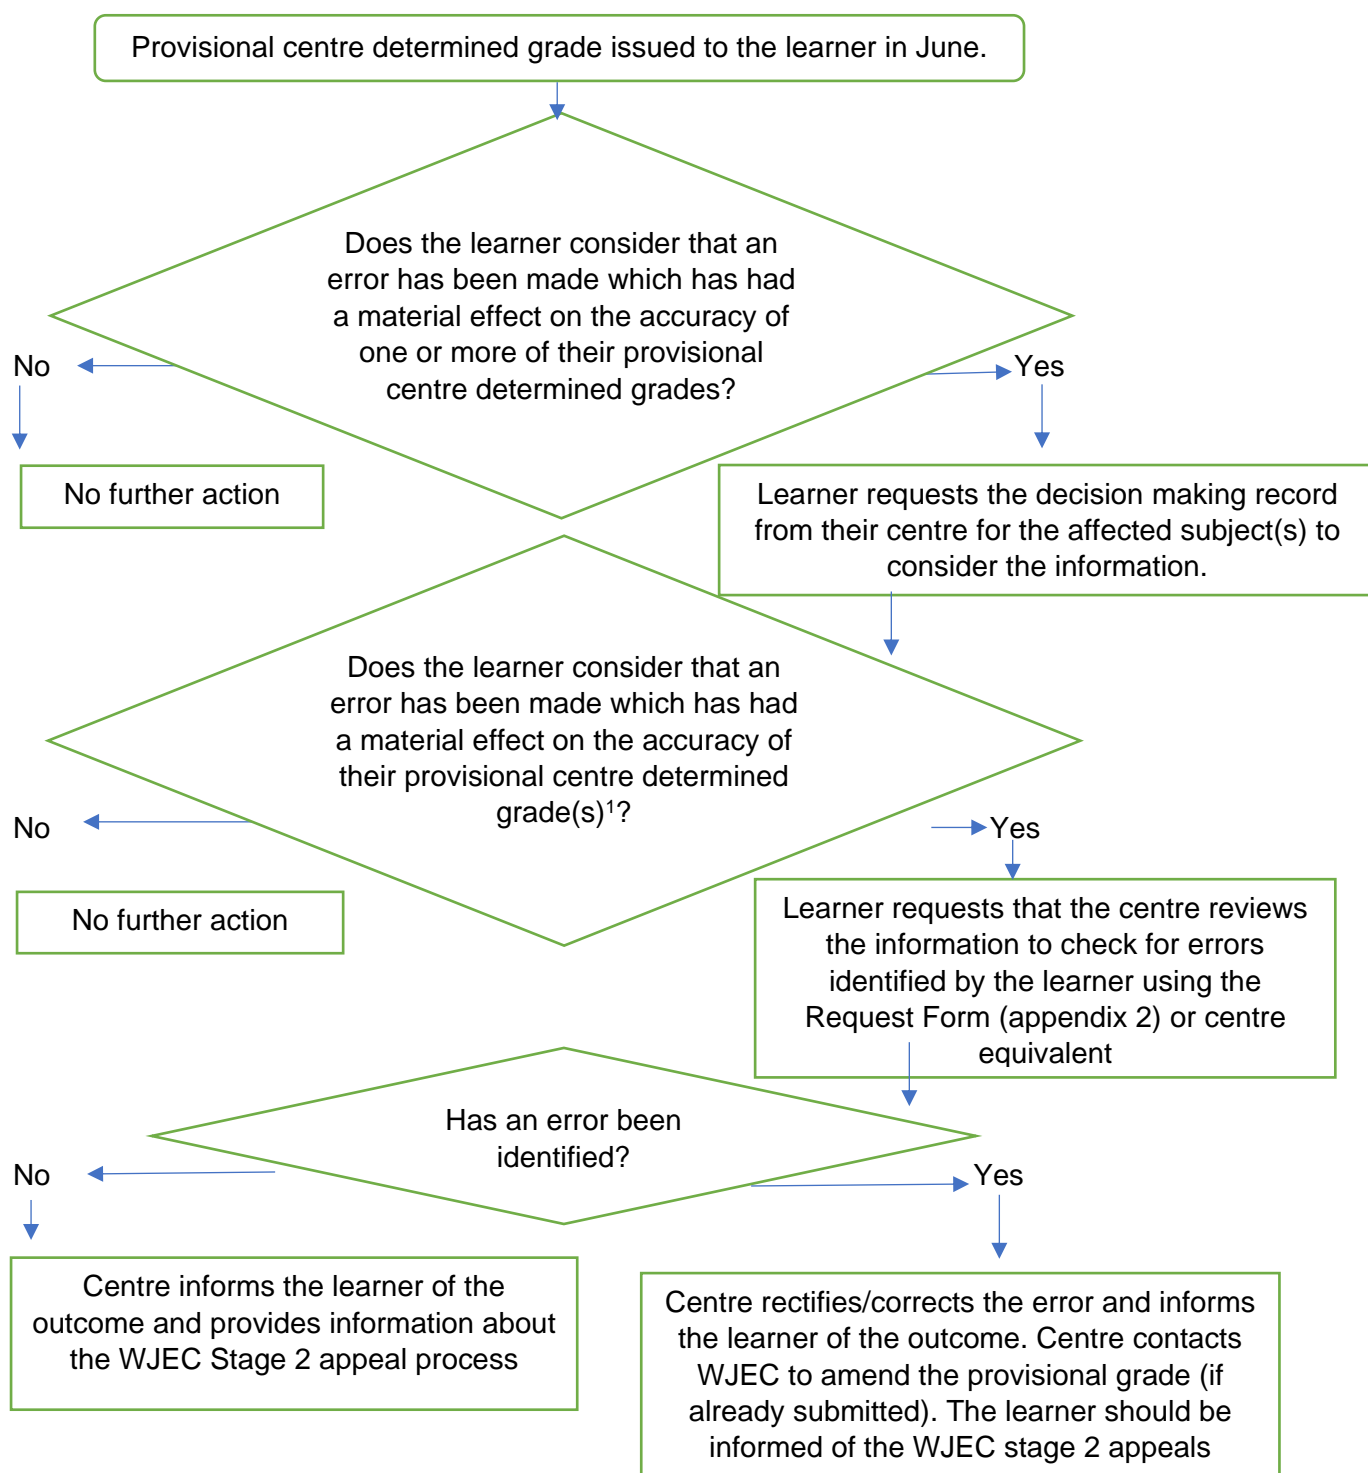 Provisional centre determined grade issued to the learner in June.
Does the learner consider that an
error has been made which has had
a material effect on the accuracy of
one or more of their provisional
centre determined grades?
No
Yes
No further action
Learner requests the decision making record
from their centre for the affected subject(s) to
consider the information.
Does the learner consider that an
error has been made which has had
a material effect on the accuracy of
their provisional centre determined
grade(s)¹?
No
Yes
No further action
Learner requests that the centre reviews
the information to check for errors
identified by the learner using the
Request Form (appendix 2) or centre
equivalent
Has an error been
identified?
No
Yes
Centre informs the learner of the
outcome and provides information about
the WJEC Stage 2 appeal process
Centre rectifies/corrects the error and informs
the learner of the outcome. Centre contacts
WJEC to amend the provisional grade (if
already submitted). The learner should be
informed of the WJEC stage 2 appeals